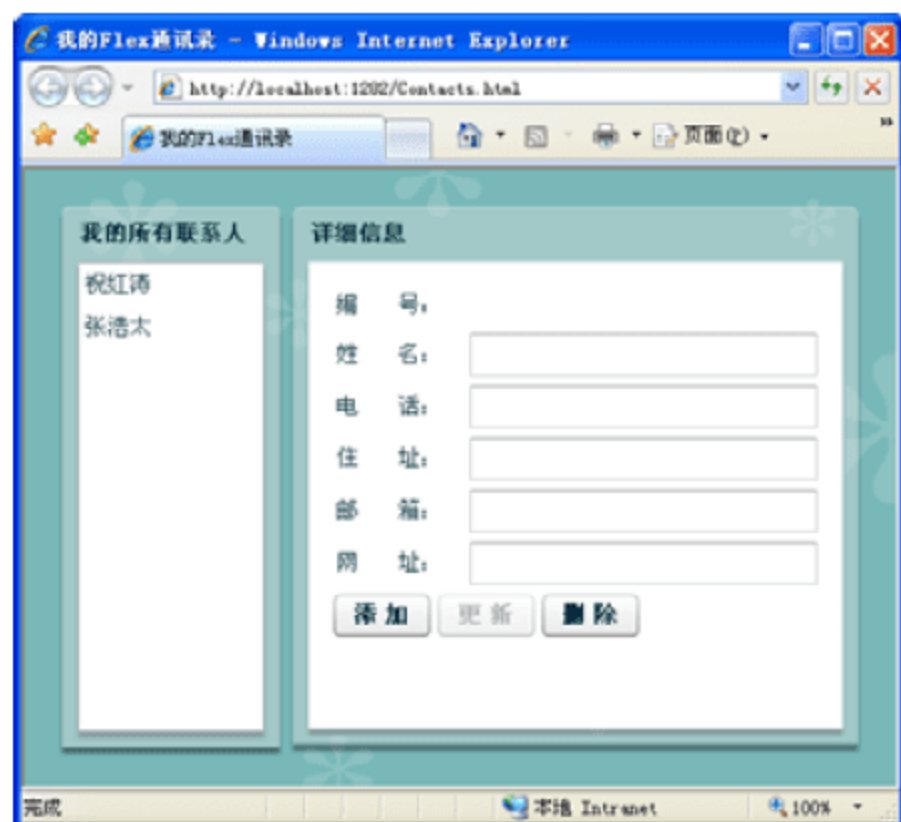 我的Flex通讯录 - Windows Internet Explorer
http://localhost:1202/Contacts.html
我的Flex通讯录
页面(P)
我的所有联系人
详细信息
祝红涛
张浩太
编 号:
姓 名:
电 话:
住 址:
邮 箱:
网 址:
添 加 更 新 删 除
完成 本地 Intranet 100%